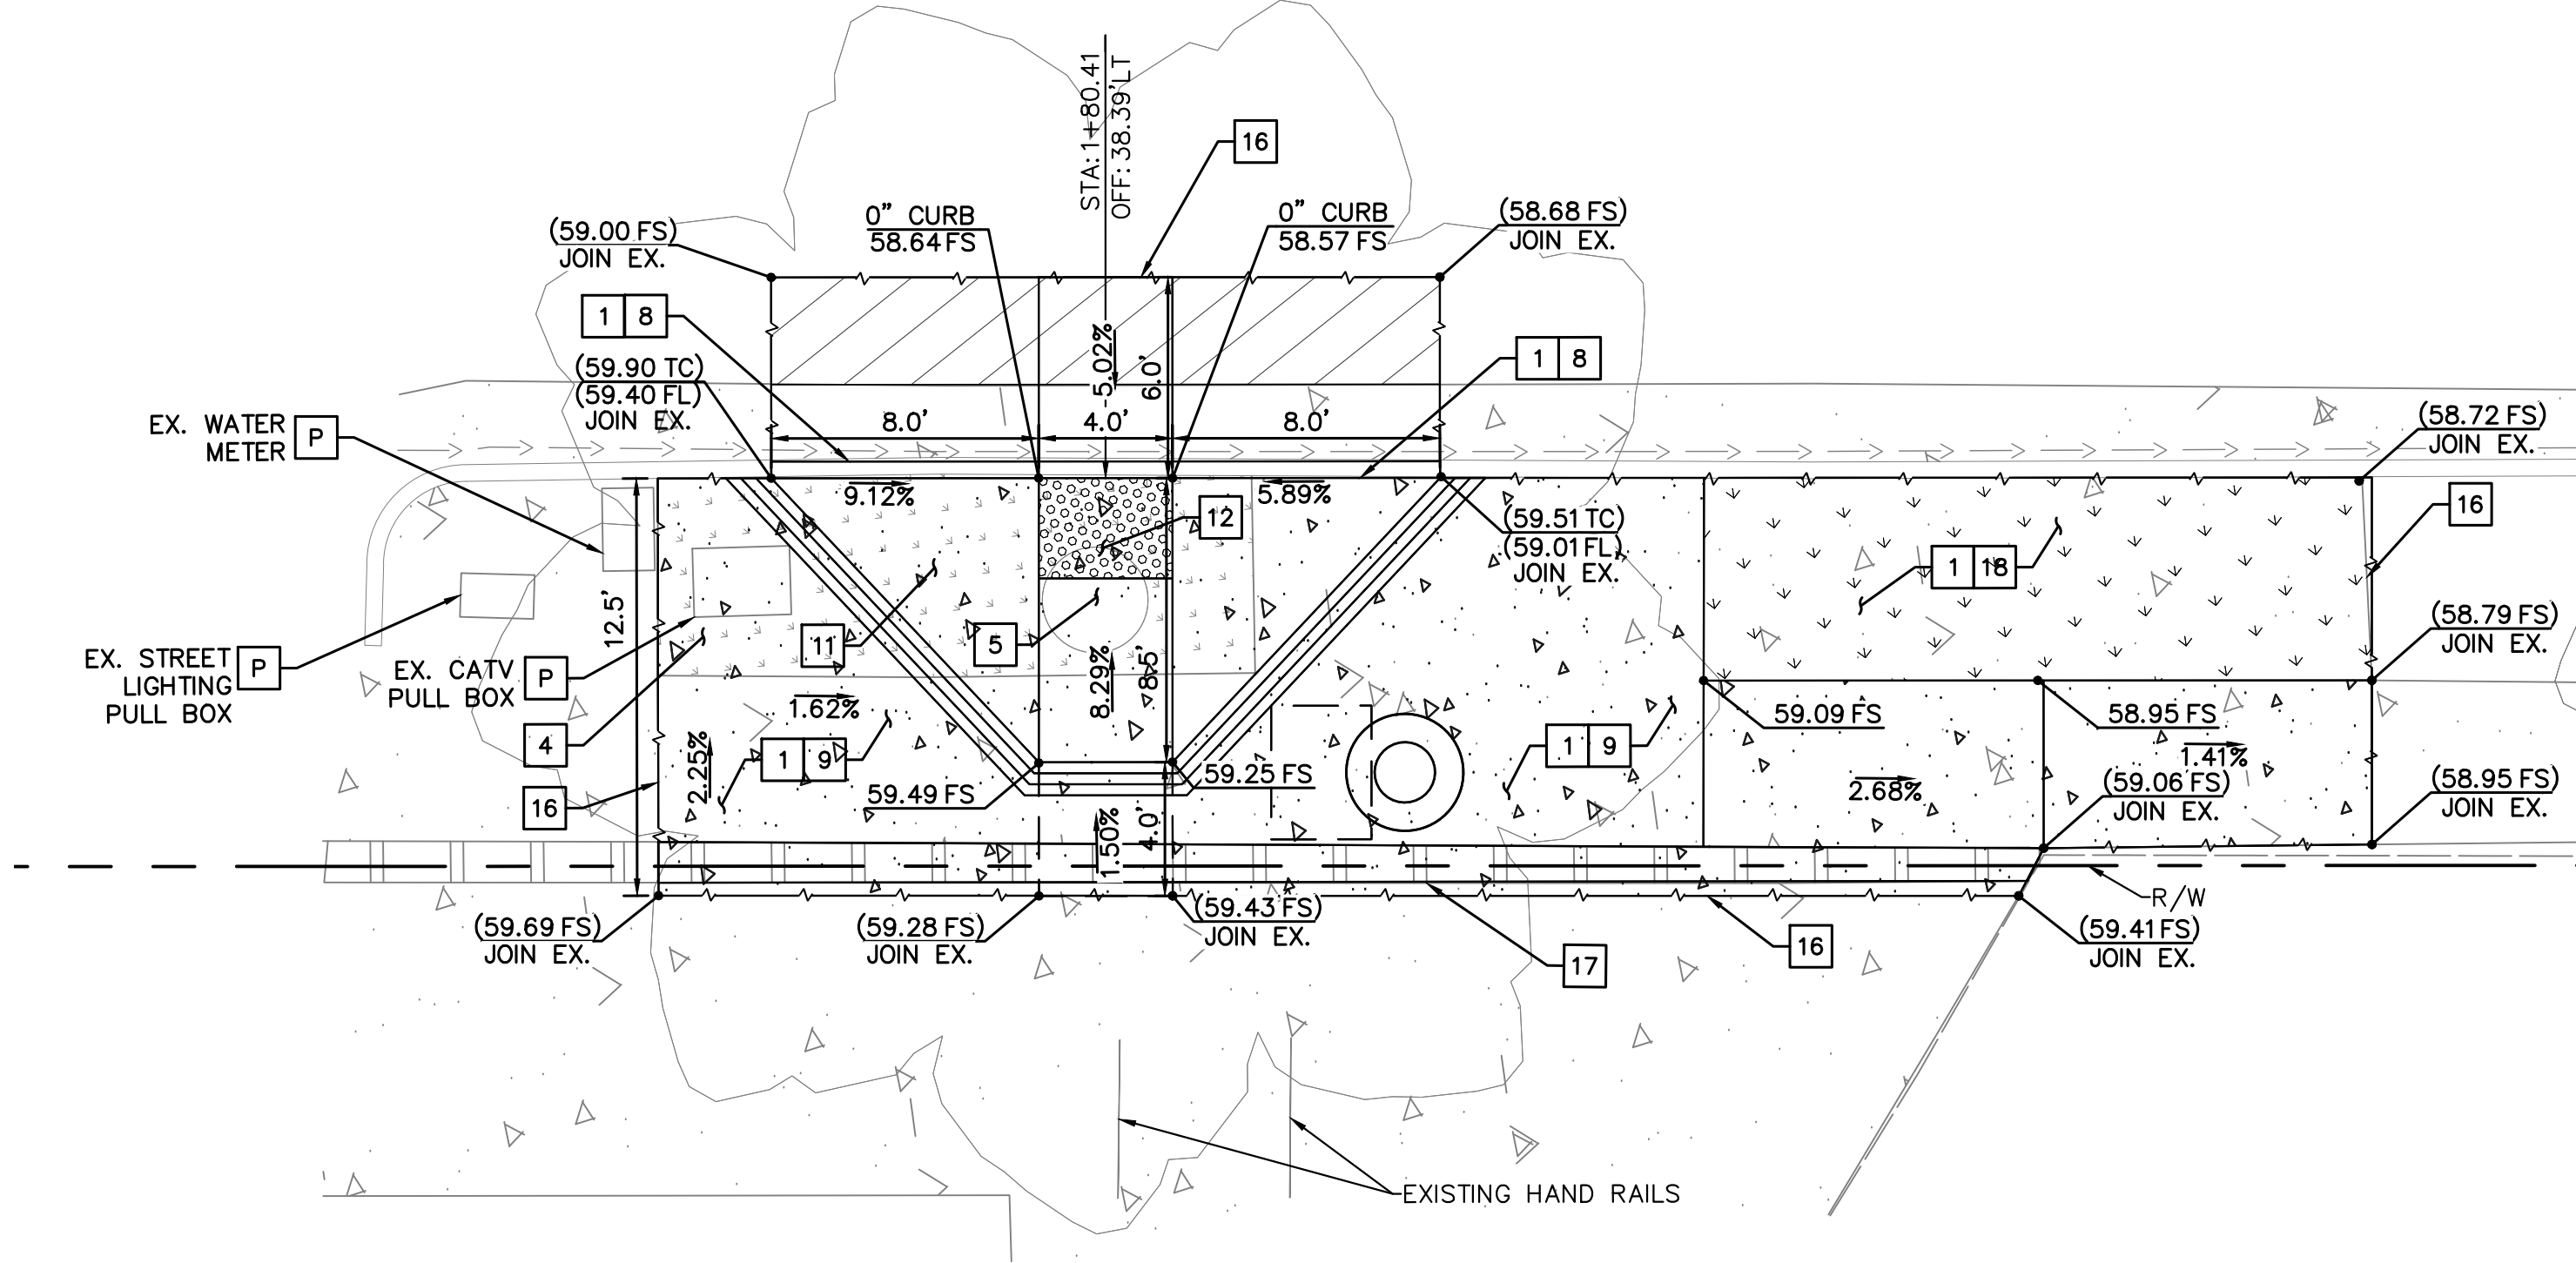 STA: 1+80.41
OFF: 38.39' LT
16
(59.00 FS)
JOIN EX.
0" CURB
58.64 FS
0" CURB
58.57 FS
(58.68 FS)
JOIN EX.
1 8
(59.90 TC)
(59.40 FL)
JOIN EX.
5.02%
6.0'
1 8
8.0'
4.0'
8.0'
EX. WATER
METER
P
(58.72 FS)
JOIN EX.
9.12%
5.89%
12
(59.51 TC)
(59.01 FL)
JOIN EX.
16
1 18
12.5'
11
5
(58.79 FS)
JOIN EX.
EX. STREET
LIGHTING
PULL BOX
P
EX. CATV
PULL BOX
P
8.29%
8.5'
1.62%
59.09 FS
58.95 FS
4
2.25%
1 9
1 9
1.41%
59.49 FS
59.25 FS
2.68%
(59.06 FS)
JOIN EX.
(58.95 FS)
JOIN EX.
16
1.50%
4.0'
R/W
(59.69 FS)
JOIN EX.
(59.28 FS)
JOIN EX.
(59.43 FS)
JOIN EX.
17
16
(59.41 FS)
JOIN EX.
EXISTING HAND RAILS